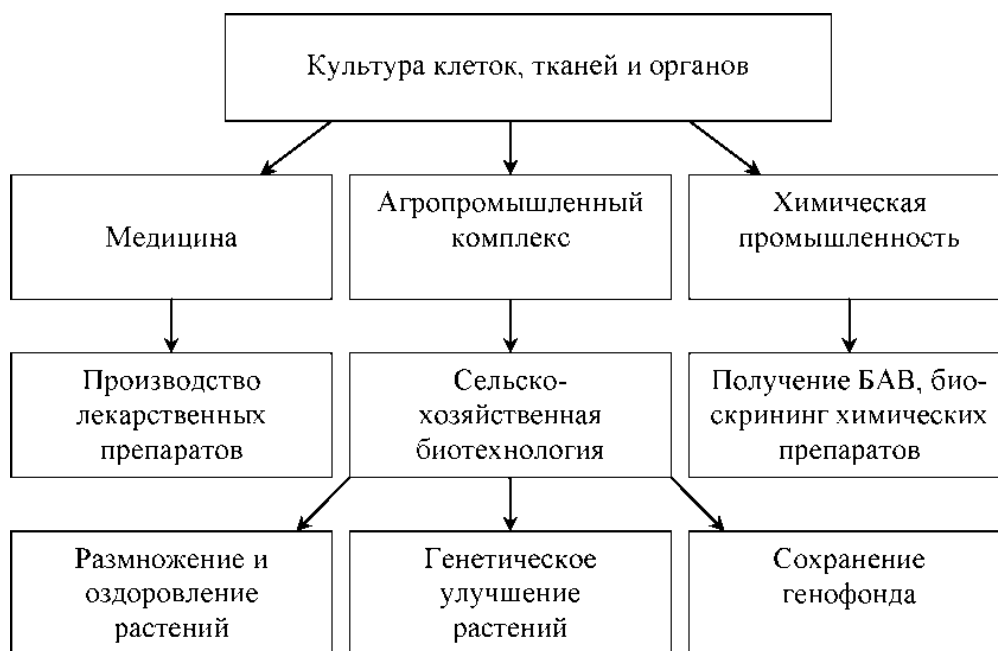 Культура клеток, тканей и органов
Медицина
Агропромышленный
комплекс
Химическая
промышленность
Производство
лекарственных
препаратов
Сельско-
хозяйственная
биотехнология
Получение БАВ, био-
скрининг химических
препаратов
Размножение и
оздоровление
растений
Генетическое
улучшение
растений
Сохранение
генофонда